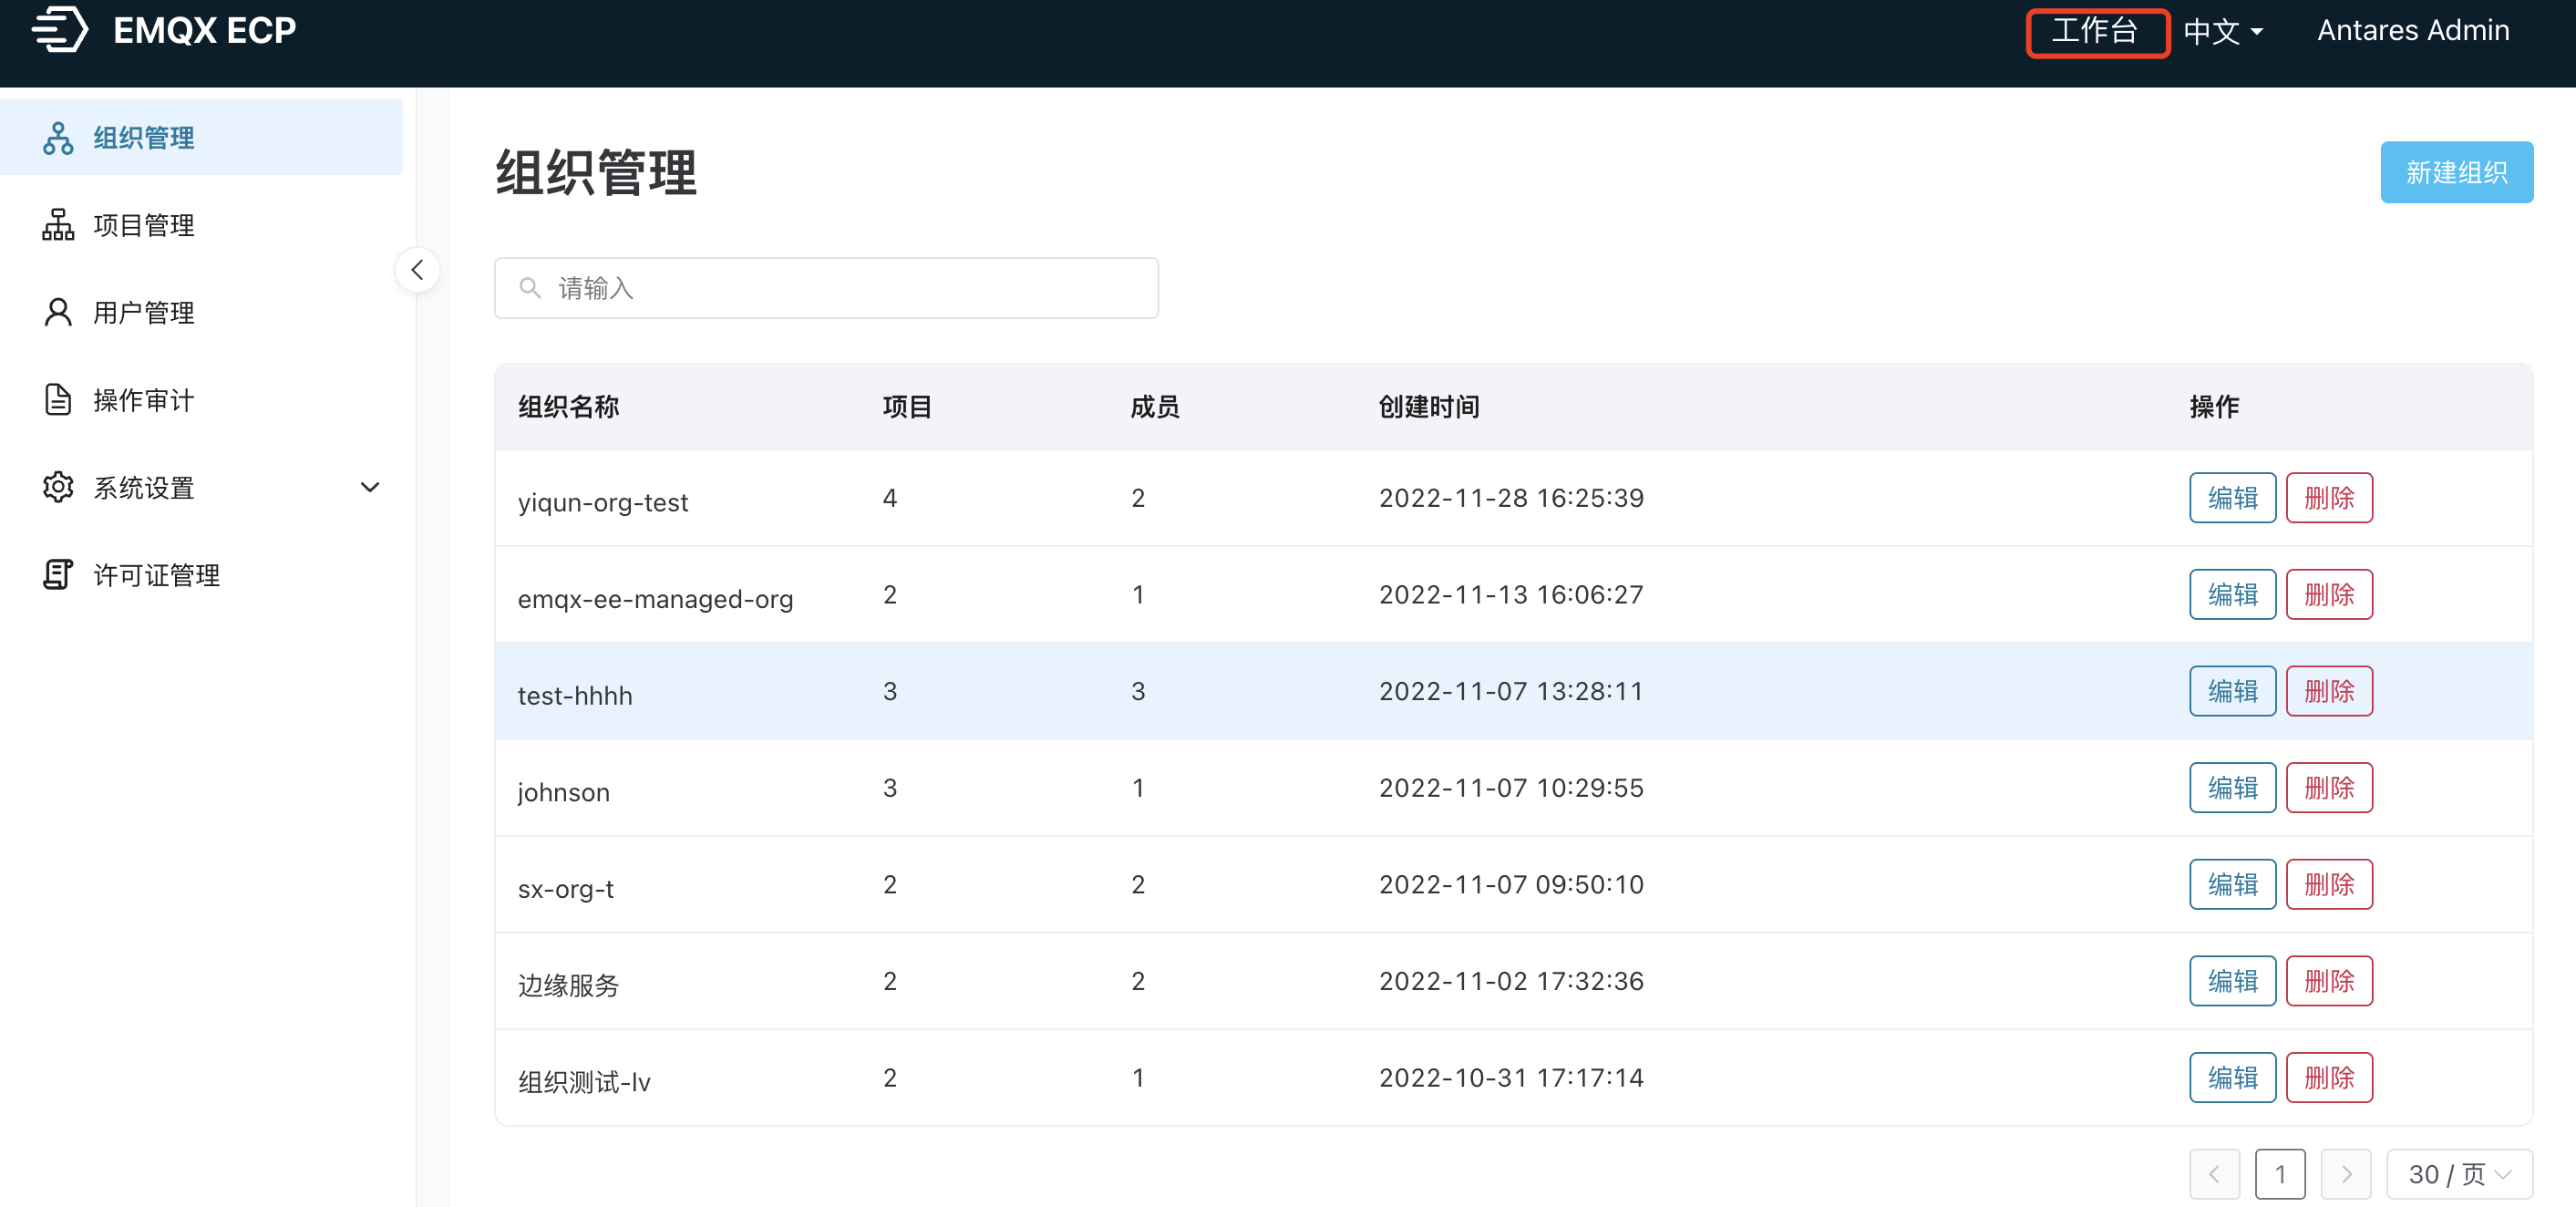 EMQX ECP
工作台 中文 Antares Admin
组织管理
项目管理
用户管理
操作审计
系统设置
许可证管理
组织管理
新建组织
请输入
组织名称 项目 成员 创建时间 操作
yiqun-org-test 4 2 2022-11-28 16:25:39 编辑 删除
emqx-ee-managed-org 2 1 2022-11-13 16:06:27 编辑 删除
test-hhhh 3 3 2022-11-07 13:28:11 编辑 删除
johnson 3 1 2022-11-07 10:29:55 编辑 删除
sx-org-t 2 2 2022-11-07 09:50:10 编辑 删除
边缘服务 2 2 2022-11-02 17:32:36 编辑 删除
组织测试-lv 2 1 2022-10-31 17:17:14 编辑 删除
1 30 / 页